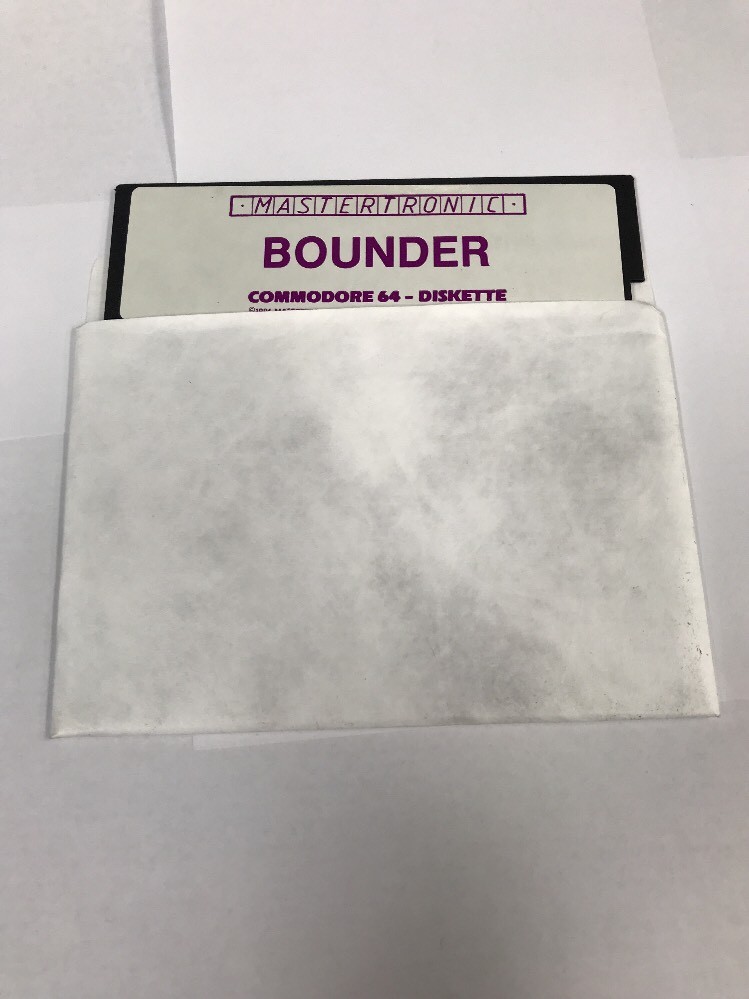 ·MASTERTRONIC·
BOUNDER
COMMODORE 64 - DISKETTE